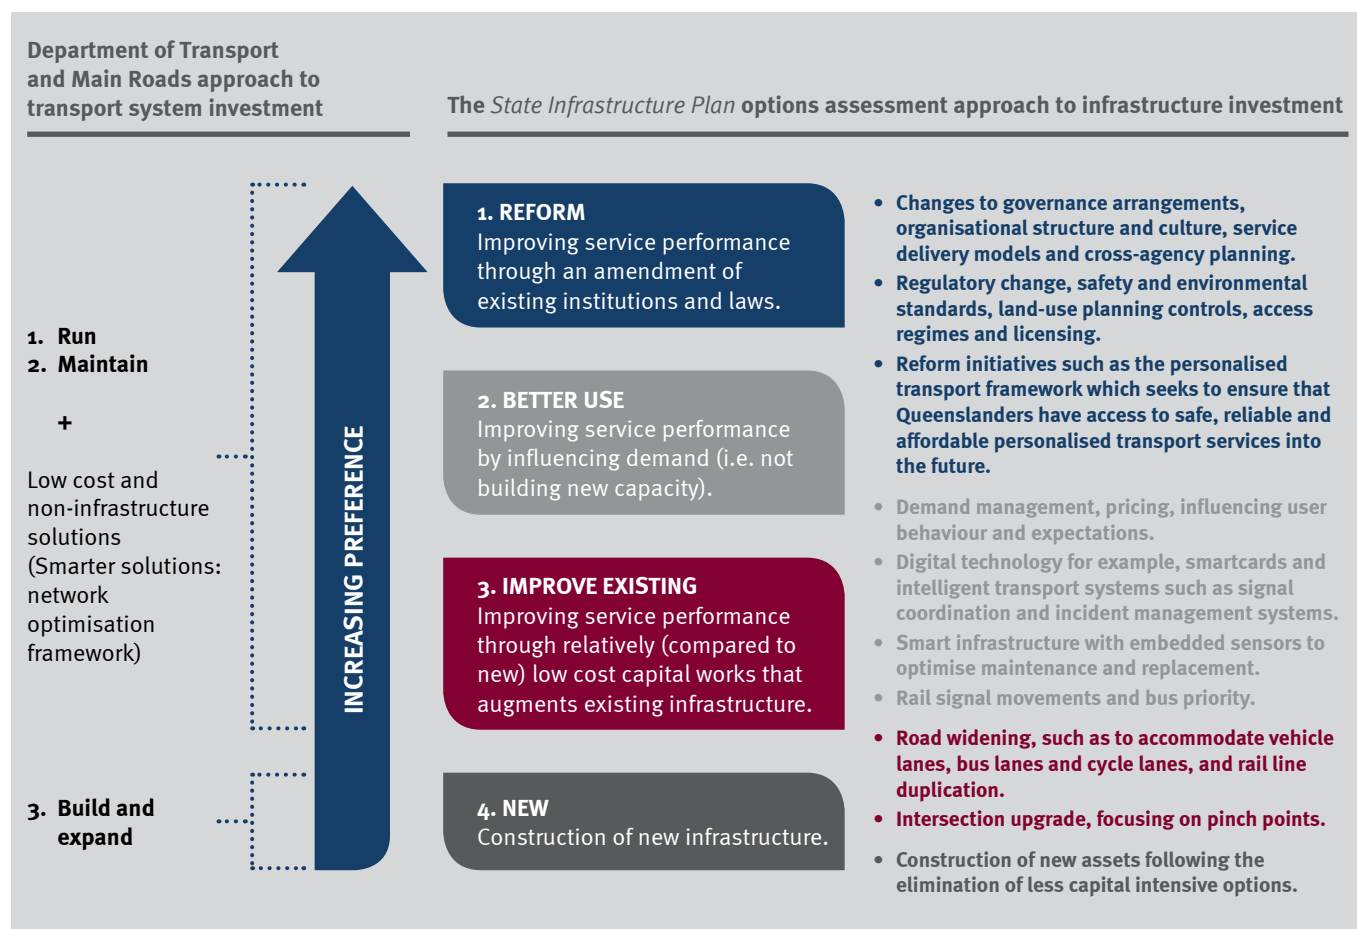 Department of Transport
and Main Roads approach to
transport system investment
The State Infrastructure Plan options assessment approach to infrastructure investment
1. Run
2. Maintain
+
Low cost and
non-infrastructure
solutions
(Smarter solutions:
network
optimisation
framework)
3. Build and
expand
INCREASING PREFERENCE
1. REFORM
Improving service performance
through an amendment of
existing institutions and laws.
2. BETTER USE
Improving service performance
by influencing demand (i.e. not
building new capacity).
3. IMPROVE EXISTING
Improving service performance
through relatively (compared to
new) low cost capital works that
augments existing infrastructure.
4. NEW
Construction of new infrastructure.
• Changes to governance arrangements,
organisational structure and culture, service
delivery models and cross-agency planning.
• Regulatory change, safety and environmental
standards, land-use planning controls, access
regimes and licensing.
• Reform initiatives such as the personalised
transport framework which seeks to ensure that
Queenslanders have access to safe, reliable and
affordable personalised transport services into
the future.
• Demand management, pricing, influencing user
behaviour and expectations.
• Digital technology for example, smartcards and
intelligent transport systems such as signal
coordination and incident management systems.
• Smart infrastructure with embedded sensors to
optimise maintenance and replacement.
• Rail signal movements and bus priority.
• Road widening, such as to accommodate vehicle
lanes, bus lanes and cycle lanes, and rail line
duplication.
• Intersection upgrade, focusing on pinch points.
• Construction of new assets following the
elimination of less capital intensive options.